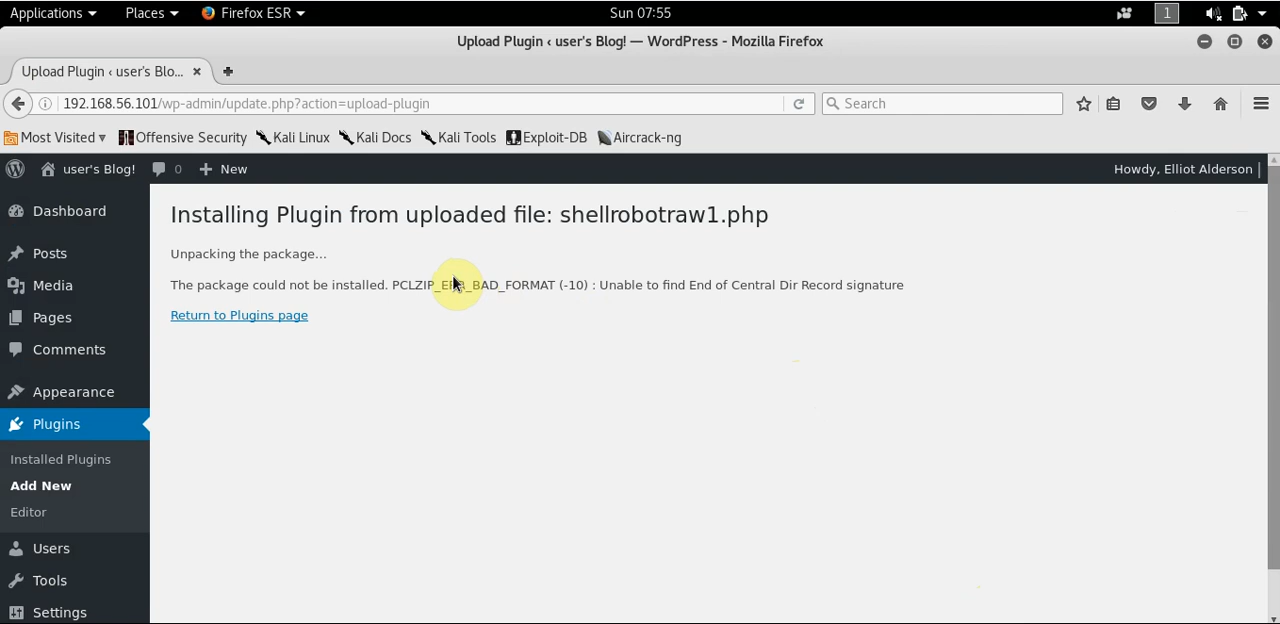 Applications Places Firefox ESR Sun 07:55 1
Upload Plugin ‹ user's Blog! — WordPress - Mozilla Firefox
Upload Plugin ‹ user's Blo...
192.168.56.101/wp-admin/update.php?action=upload-plugin Search
Most Visited Offensive Security Kali Linux Kali Docs Kali Tools Exploit-DB Aircrack-ng
user's Blog! 0 New Howdy, Elliot Alderson
Dashboard
Posts
Media
Pages
Comments
Appearance
Plugins
Installed Plugins
Add New
Editor
Users
Tools
Settings
Installing Plugin from uploaded file: shellrobotraw1.php
Unpacking the package...
The package could not be installed. PCLZIP_ERR_BAD_FORMAT (-10) : Unable to find End of Central Dir Record signature
Return to Plugins page